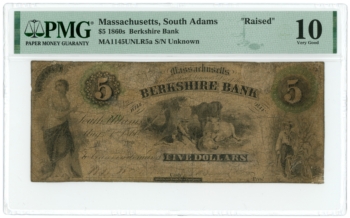 PMG
PAPER MONEY GUARANTY
Massachusetts, South Adams
$5 1860s Berkshire Bank
MA1145UNLR5a S/N Unknown
"Raised"
10
Very Good
Massachusetts
BERKSHIRE BANK
5
5
FIVE DOLLARS